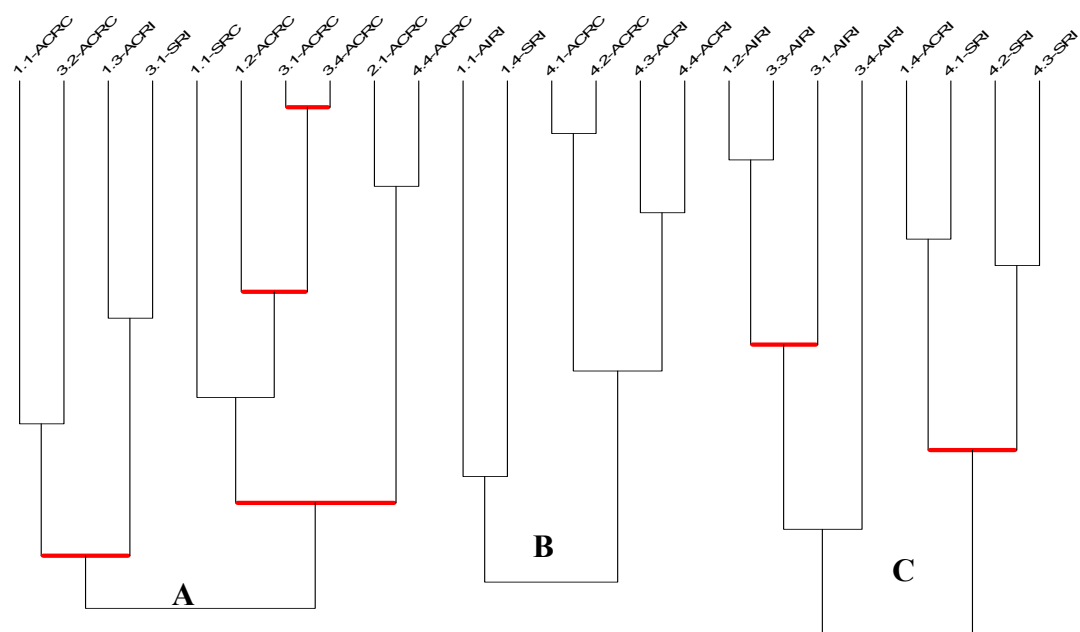 1.1-ACRC
3.2-ACRC
1.3-ACRI
3.1-SRI
1.1-SRC
1.2-ACRC
3.1-ACRC
3.4-ACRC
2.1-ACRC
4.4-ACRC
1.1-AIRI
1.4-SRI
4.1-ACRC
4.2-ACRC
4.3-ACRI
4.4-ACRI
1.2-AIRI
3.3-AIRI
3.1-AIRI
3.4-AIRI
1.4-ACRI
4.1-SRI
4.2-SRI
4.3-SRI
A
B
C